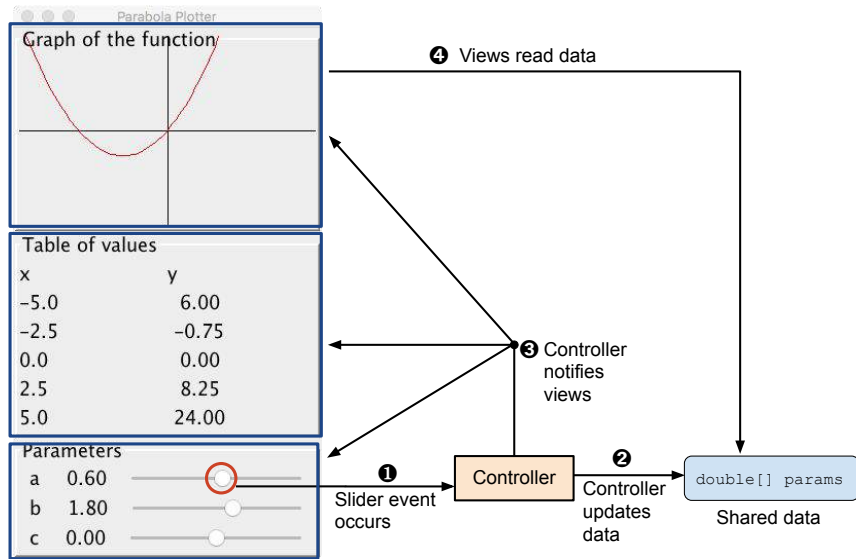 Parabola Plotter
Graph of the function
❹ Views read data
Table of values
x y
−5.0 6.00
−2.5 −0.75
0.0 0.00
2.5 8.25
5.0 24.00
❸ Controller
notifies
views
Parameters
a 0.60
b 1.80
c 0.00
❶
Slider event
occurs
Controller
❷
Controller
updates
data
double[] params
Shared data